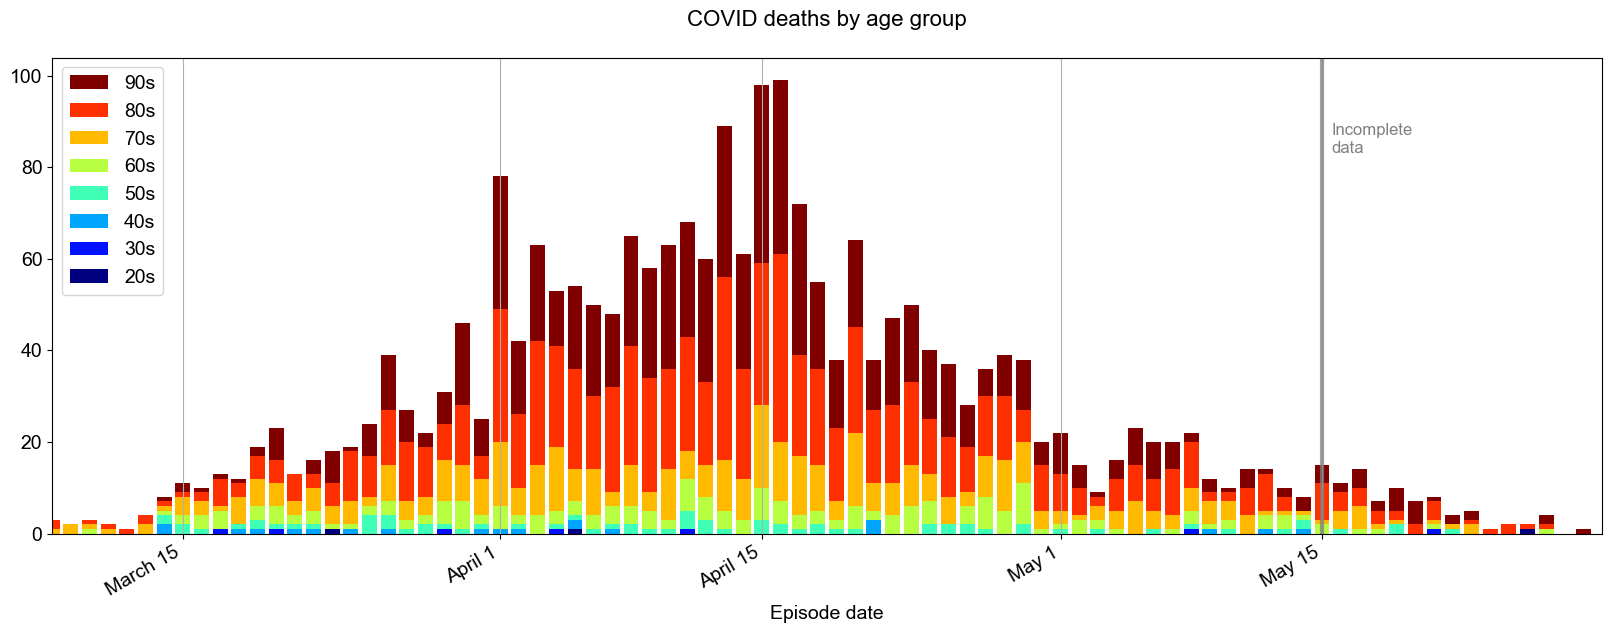 COVID deaths by age group
100
80
60
40
20
0
90s
80s
70s
60s
50s
40s
30s
20s
Incomplete
data
March 15
April 1
April 15
May 1
May 15
Episode date